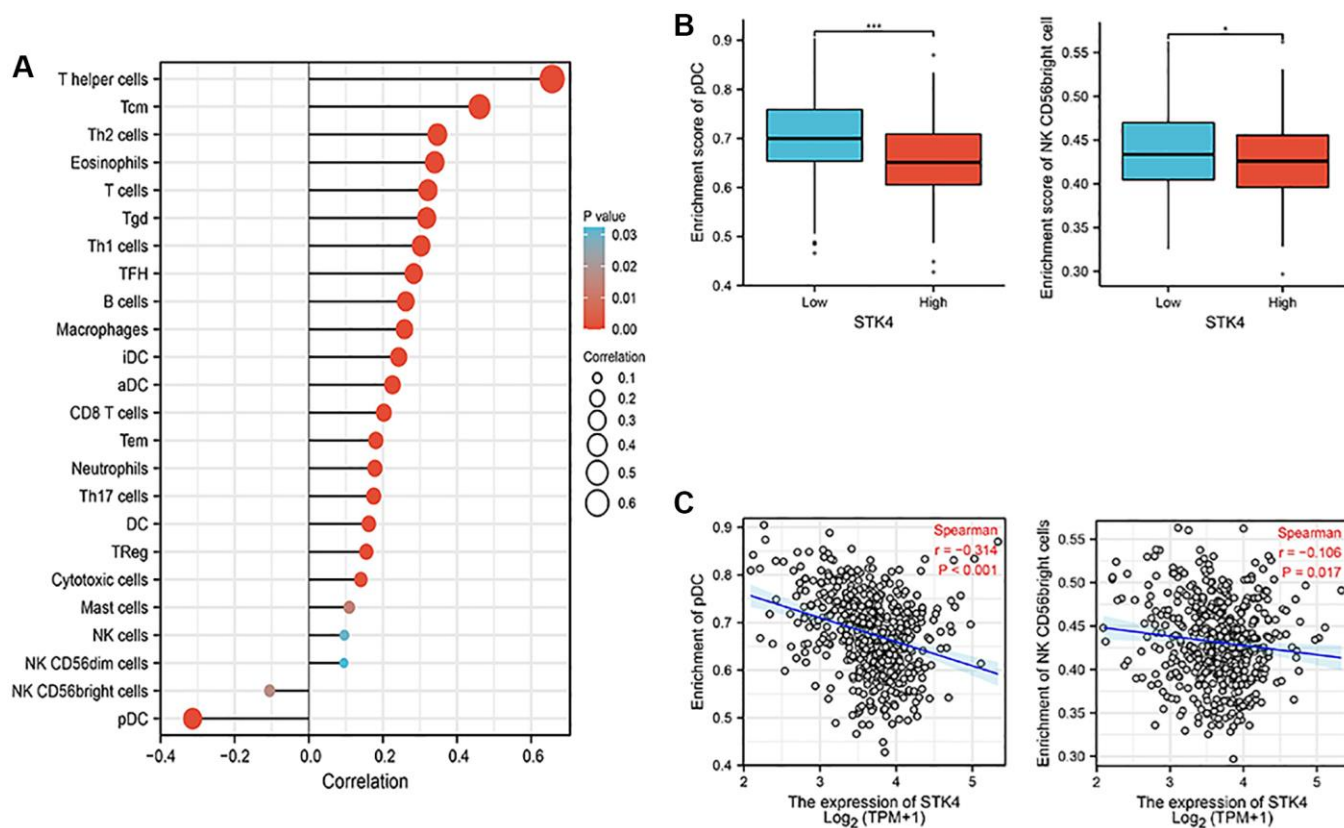 A
T helper cells
Tcm
Th2 cells
Eosinophils
T cells
Tgd
Th1 cells
TFH
B cells
Macrophages
iDC
aDC
CD8 T cells
Tem
Neutrophils
Th17 cells
DC
TReg
Cytotoxic cells
Mast cells
NK cells
NK CD56dim cells
NK CD56bright cells
pDC
−0.4 −0.2 0.0 0.2 0.4 0.6
Correlation
P value
0.03
0.02
0.01
0.00
Correlation
0.1
0.2
0.3
0.4
0.5
0.6
B
Enrichment score of pDC
0.9
0.8
0.7
0.6
0.5
0.4
***
Low High
STK4
Enrichment score of NK CD56bright cell
0.55
0.50
0.45
0.40
0.35
0.30
*
Low High
STK4
C
Enrichment of pDC
0.9
0.8
0.7
0.6
0.5
0.4
Spearman
r = −0.314
P < 0.001
2 3 4 5
The expression of STK4
Log2 (TPM+1)
Enrichment of NK CD56bright cells
0.55
0.50
0.45
0.40
0.35
0.30
Spearman
r = −0.106
P = 0.017
2 3 4 5
The expression of STK4
Log2 (TPM+1)